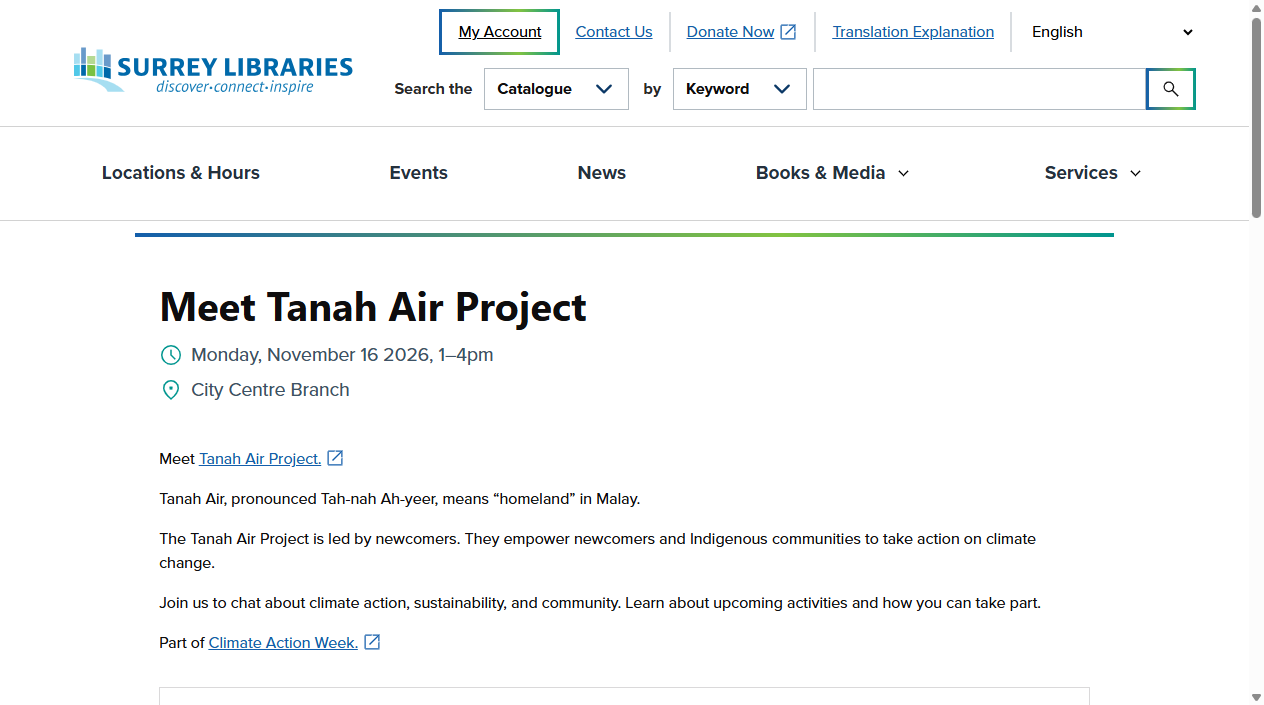 My Account
Contact Us
Donate Now
Translation Explanation
English
SURREY LIBRARIES
discover·connect·inspire
Search the
Catalogue
by
Keyword
Locations & Hours
Events
News
Books & Media
Services
Meet Tanah Air Project
Monday, November 16 2026, 1–4pm
City Centre Branch
Meet Tanah Air Project.
Tanah Air, pronounced Tah-nah Ah-yeer, means “homeland” in Malay.
The Tanah Air Project is led by newcomers. They empower newcomers and Indigenous communities to take action on climate
change.
Join us to chat about climate action, sustainability, and community. Learn about upcoming activities and how you can take part.
Part of Climate Action Week.